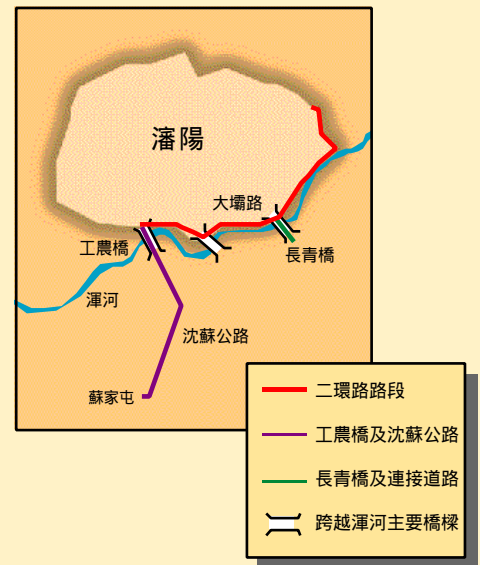 瀋陽
大壩路
工農橋
長青橋
渾河
沈蘇公路
蘇家屯
二環路路段
工農橋及沈蘇公路
長青橋及連接道路
跨越渾河主要橋樑